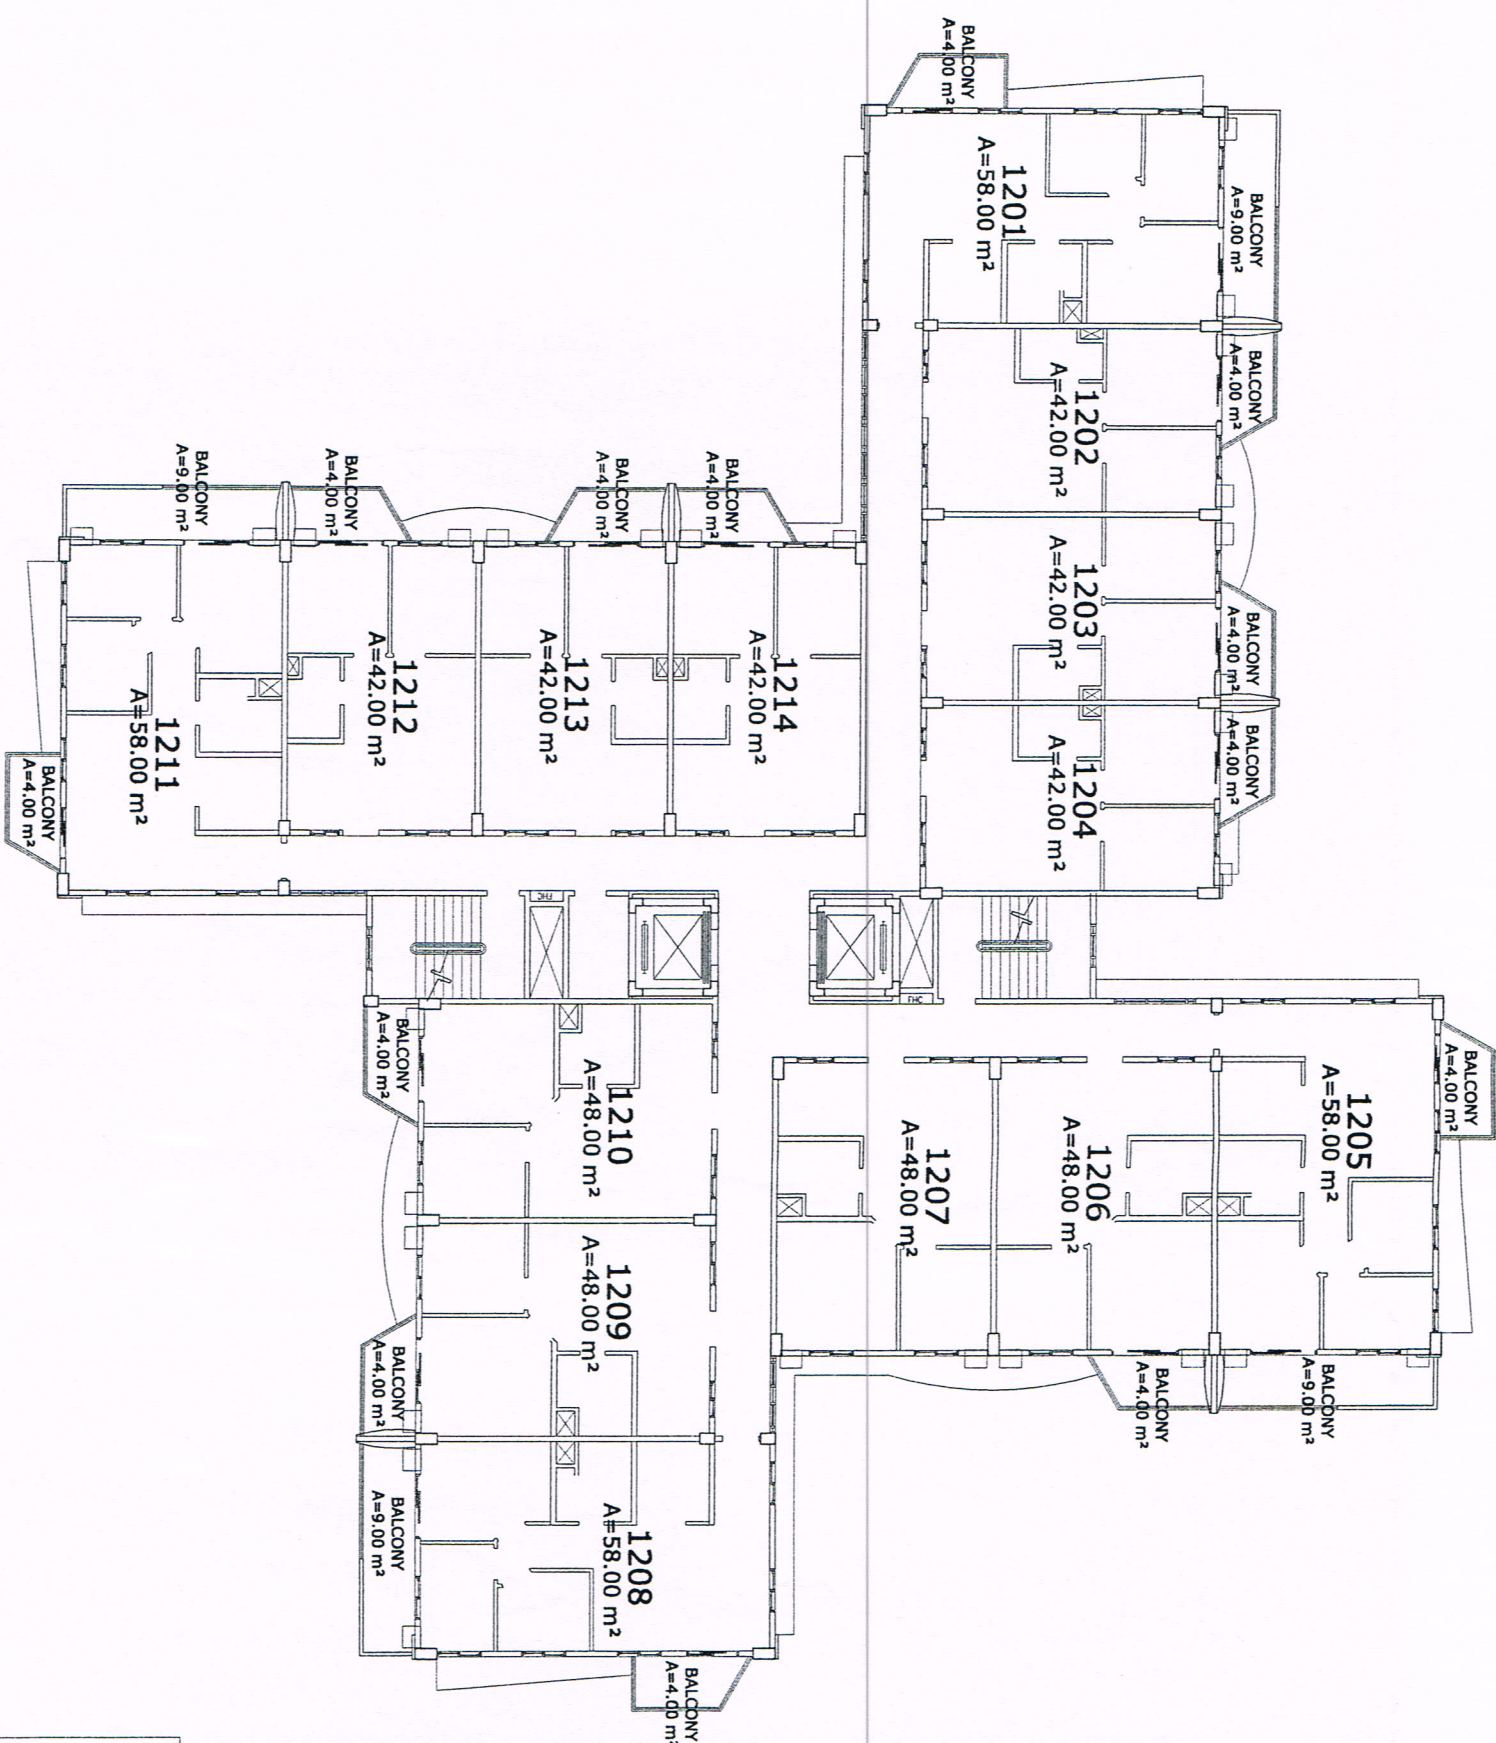 BALCONY
A=4.00 m²
1201
A=58.00 m²
BALCONY
A=9.00 m²
1202
A=42.00 m²
BALCONY
A=4.00 m²
1203
A=42.00 m²
BALCONY
A=4.00 m²
1204
A=42.00 m²
BALCONY
A=4.00 m²
BALCONY
A=9.00 m²
BALCONY
A=4.00 m²
BALCONY
A=4.00 m²
BALCONY
A=4.00 m²
1211
A=58.00 m²
1212
A=42.00 m²
1213
A=42.00 m²
1214
A=42.00 m²
BALCONY
A=4.00 m²
FHC
FHC
BALCONY
A=4.00 m²
1210
A=48.00 m²
1207
A=48.00 m²
1206
A=48.00 m²
1205
A=58.00 m²
BALCONY
A=4.00 m²
1209
A=48.00 m²
BALCONY
A=4.00 m²
BALCONY
A=4.00 m²
BALCONY
A=9.00 m²
BALCONY
A=9.00 m²
1208
A=58.00 m²
BALCONY
A=4.00 m²